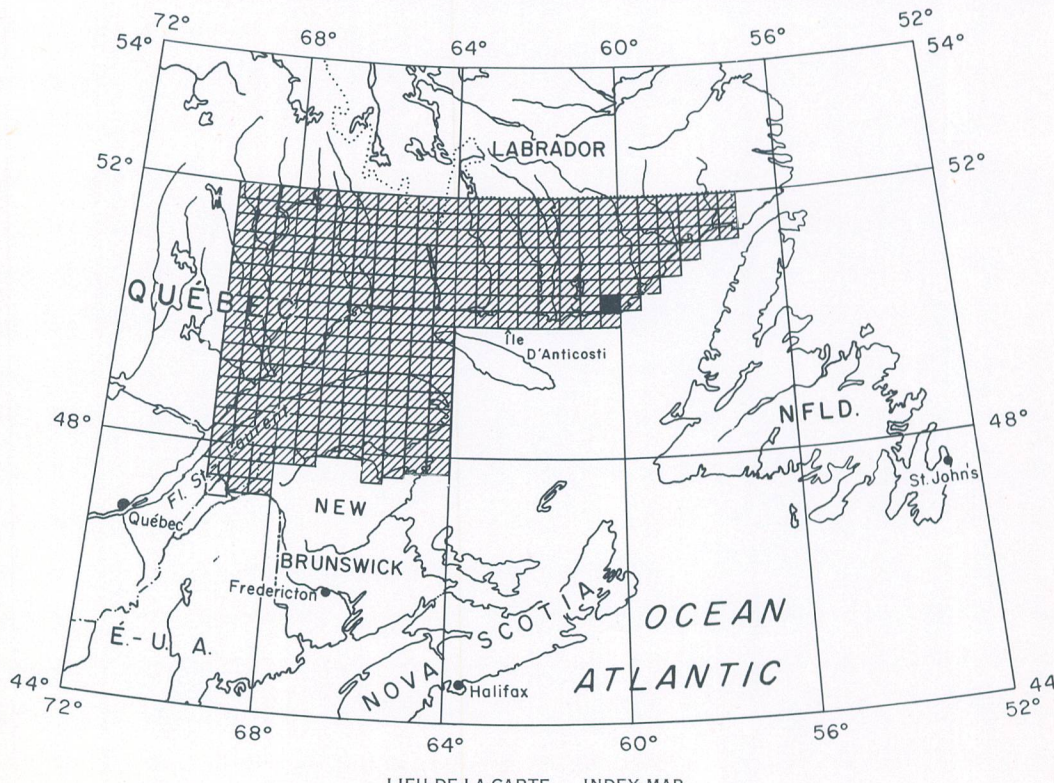 72°
68°
64°
60°
56°
52°
54°
54°
LABRADOR
52°
52°
QUÉBEC
Île
D'Anticosti
NFLD.
48°
48°
St. John's
Fl. St
Québec
NEW
BRUNSWICK
Fredericton
OCEAN
É.-U. A.
NOVA SCOTIA
ATLANTIC
Halifax
44°
44
72°
68°
64°
60°
56°
52°
LIEU DE LA CARTE INDEX MAP